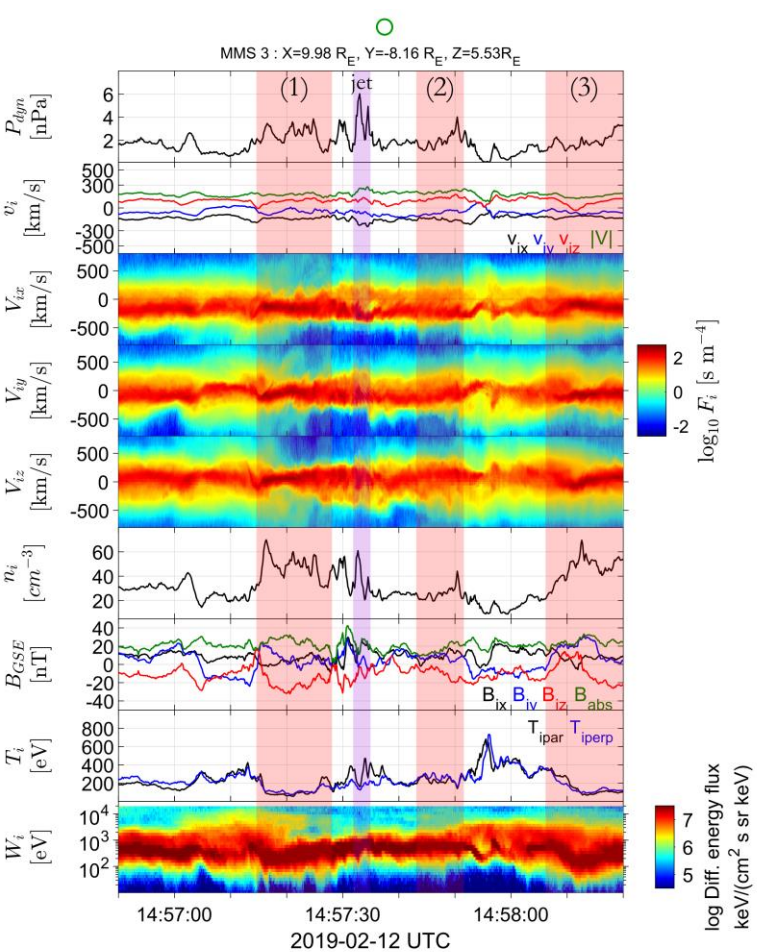 MMS 3 : X=9.98 R_E, Y=-8.16 R_E, Z=5.53R_E
(1) jet (2) (3)
P_dyn [nPa]
6
4
2
v_i [km/s]
500
300
0
-300
-500
v_ix v_iy v_iz |V|
V_ix [km/s]
500
0
-500
V_iy [km/s]
500
0
-500
V_iz [km/s]
500
0
-500
log_10 F_i [s m^-4]
2
0
-2
n_i [cm^-3]
60
40
20
B_GSE [nT]
40
20
0
-20
-40
B_ix B_iy B_iz B_abs
T_i [eV]
800
600
400
200
T_ipar T_iperp
W_i [eV]
10^4
10^3
10^2
7
6
5
log Diff. energy flux
keV/(cm^2 s sr keV)
14:57:00 14:57:30 14:58:00
2019-02-12 UTC